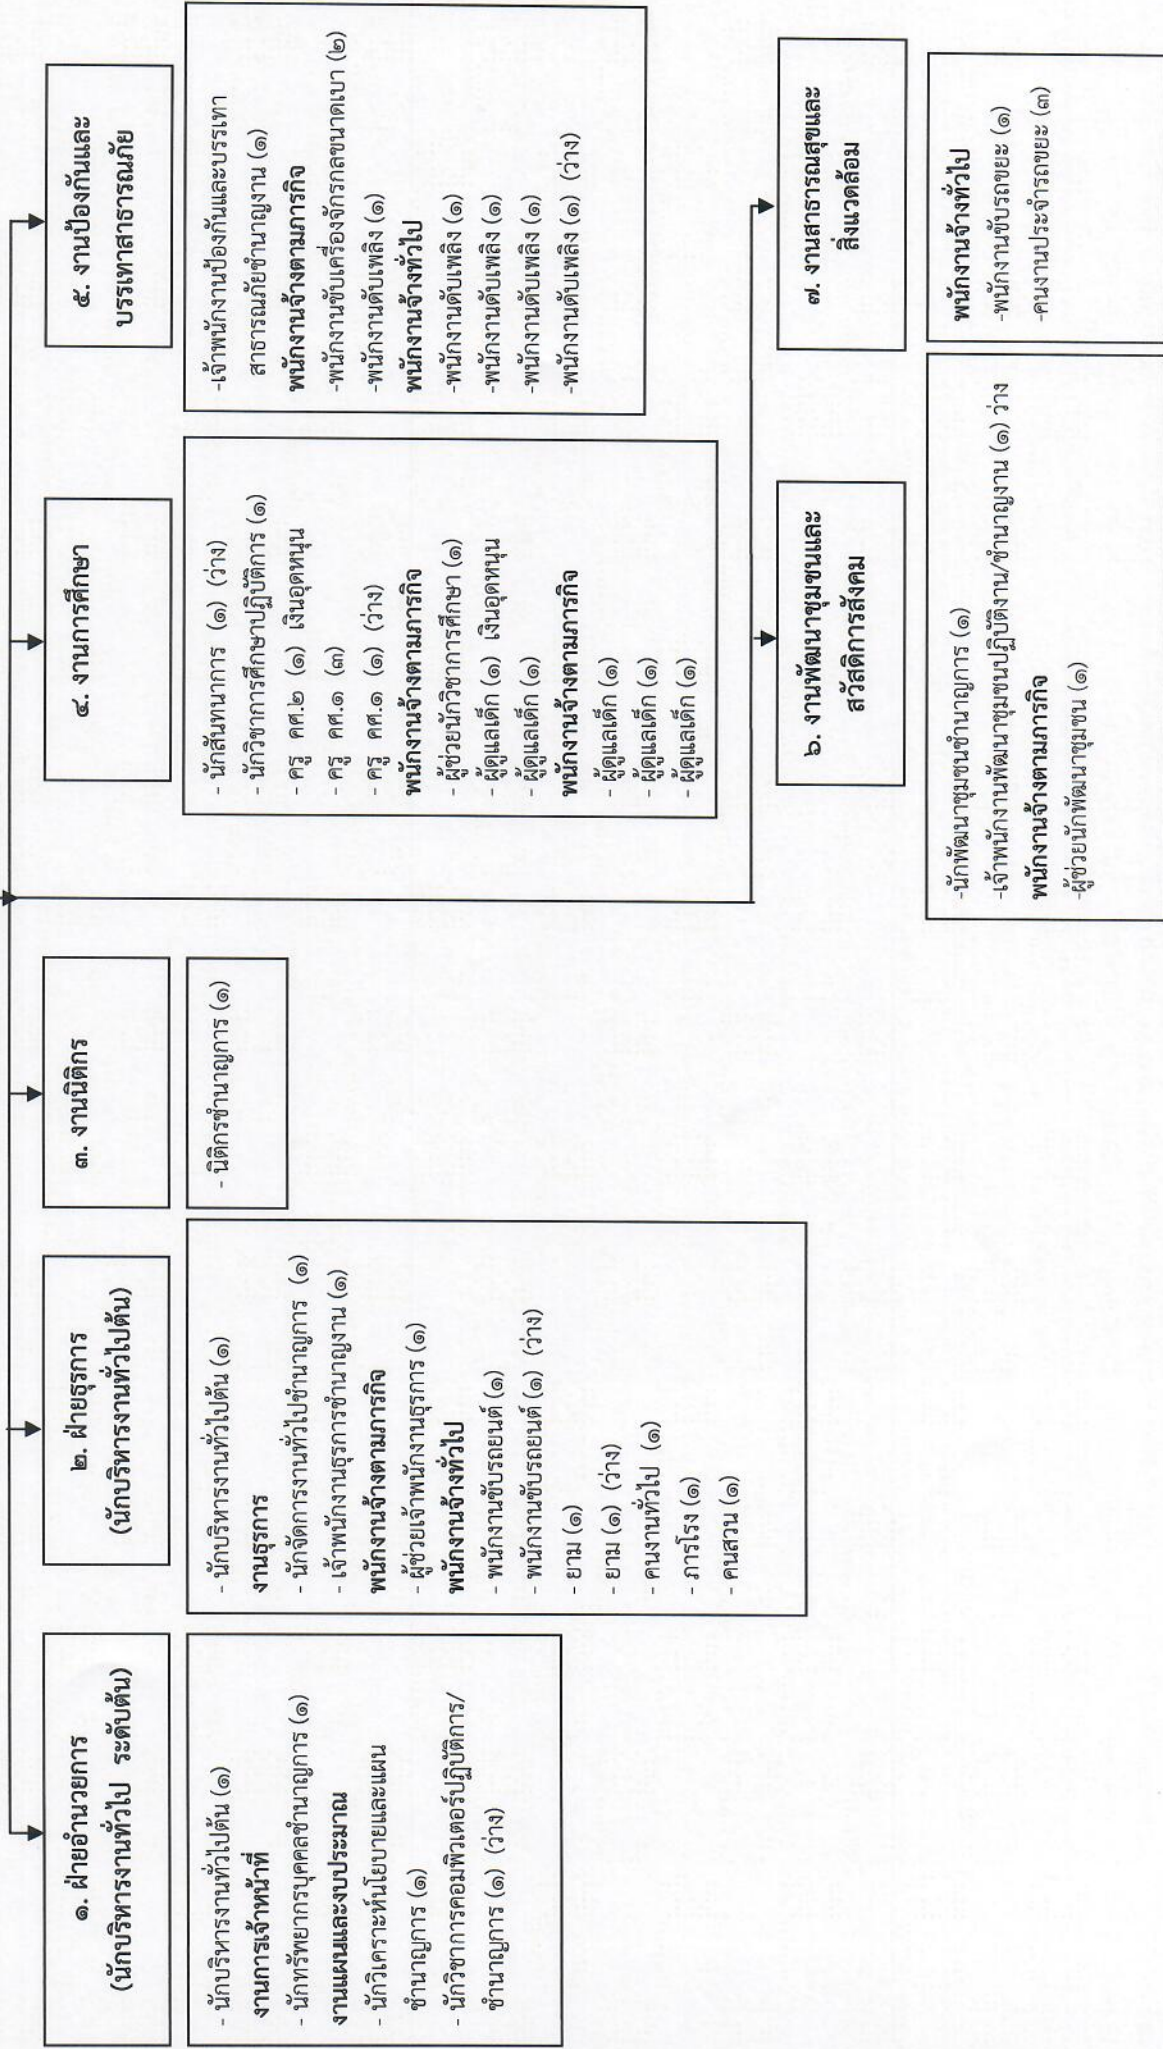 ๑. ฝ่ายอำนวยการ
(นักบริหารงานทั่วไป ระดับต้น)
- นักบริหารงานทั่วไปต้น (๑)
งานการเจ้าหน้าที่
- นักทรัพยากรบุคคลชำนาญการ (๑)
งานแผนและงบประมาณ
- นักวิเคราะห์นโยบายและแผน
ชำนาญการ (๑)
- นักวิชาการคอมพิวเตอร์ปฏิบัติการ/
ชำนาญการ (๑) (ว่าง)
๒. ฝ่ายธุรการ
(นักบริหารงานทั่วไปต้น)
- นักบริหารงานทั่วไปต้น (๑)
งานธุรการ
- นักจัดการงานทั่วไปชำนาญการ (๑)
- เจ้าพนักงานธุรการชำนาญงาน (๑)
พนักงานจ้างตามภารกิจ
- ผู้ช่วยเจ้าพนักงานธุรการ (๑)
พนักงานจ้างทั่วไป
- พนักงานขับรถยนต์ (๑)
- พนักงานขับรถยนต์ (๑) (ว่าง)
- ยาม (๑)
- ยาม (๑) (ว่าง)
- คนงานทั่วไป (๑)
- ภารโรง (๑)
- คนสวน (๑)
๓. งานนิติกร
- นิติกรชำนาญการ (๑)
๔. งานการศึกษา
- นักสันทนาการ (๑) (ว่าง)
- นักวิชาการศึกษาปฏิบัติการ (๑)
- ครู คศ.๒ (๑) เงินอุดหนุน
- ครู คศ.๑ (๓)
- ครู คศ.๑ (๑) (ว่าง)
พนักงานจ้างตามภารกิจ
- ผู้ช่วยนักวิชาการศึกษา (๑)
- ผู้ดูแลเด็ก (๑) เงินอุดหนุน
- ผู้ดูแลเด็ก (๑)
พนักงานจ้างตามภารกิจ
- ผู้ดูแลเด็ก (๑)
- ผู้ดูแลเด็ก (๑)
- ผู้ดูแลเด็ก (๑)
๕. งานป้องกันและ
บรรเทาสาธารณภัย
-เจ้าพนักงานป้องกันและบรรเทา
สาธารณภัยชำนาญงาน (๑)
พนักงานจ้างตามภารกิจ
-พนักงานขับเครื่องจักรกลขนาดเบา (๒)
-พนักงานดับเพลิง (๑)
พนักงานจ้างทั่วไป
-พนักงานดับเพลิง (๑)
-พนักงานดับเพลิง (๑)
-พนักงานดับเพลิง (๑)
-พนักงานดับเพลิง (๑) (ว่าง)
๖. งานพัฒนาชุมชนและ
สวัสดิการสังคม
-นักพัฒนาชุมชนชำนาญการ (๑)
-เจ้าพนักงานพัฒนาชุมชนปฏิบัติงาน/ชำนาญงาน (๑) ว่าง
พนักงานจ้างตามภารกิจ
-ผู้ช่วยนักพัฒนาชุมชน (๑)
๗. งานสาธารณสุขและ
สิ่งแวดล้อม
พนักงานจ้างทั่วไป
-พนักงานขับรถขยะ (๑)
-คนงานประจำรถขยะ (๓)